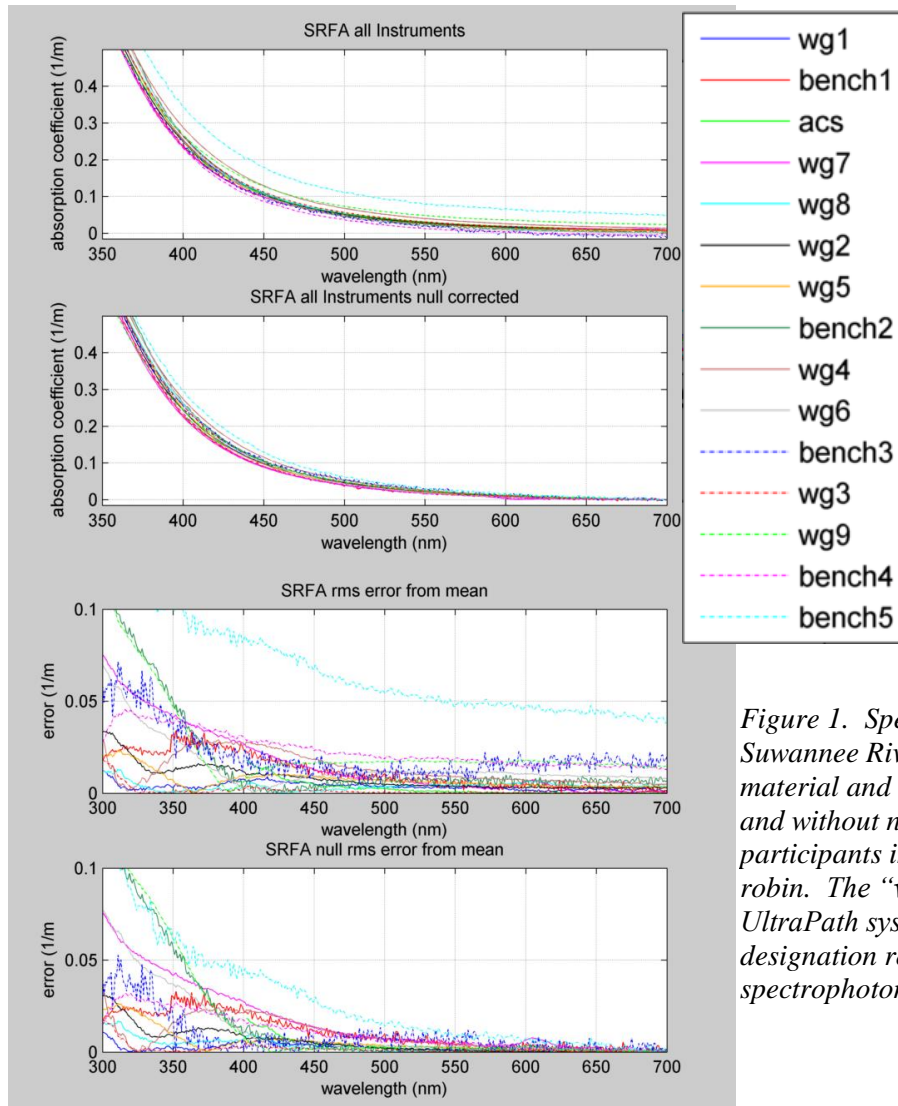 SRFA all Instruments
absorption coefficient (1/m)
0.4
0.3
0.2
0.1
0
350 400 450 500 550 600 650 700
wavelength (nm)
SRFA all Instruments null corrected
absorption coefficient (1/m)
0.4
0.3
0.2
0.1
0
350 400 450 500 550 600 650 700
wavelength (nm)
SRFA rms error from mean
error (1/m
0.1
0.05
0
300 350 400 450 500 550 600 650 700
wavelength (nm)
SRFA null rms error from mean
error (1/m
0.1
0.05
0
300 350 400 450 500 550 600 650 700
wavelength (nm)
wg1
bench1
acs
wg7
wg8
wg2
wg5
bench2
wg4
wg6
bench3
wg3
wg9
bench4
bench5
Figure 1. Spe
Suwannee Riv
material and
and without n
participants i
robin. The “
UltraPath sys
designation r
spectrophoto